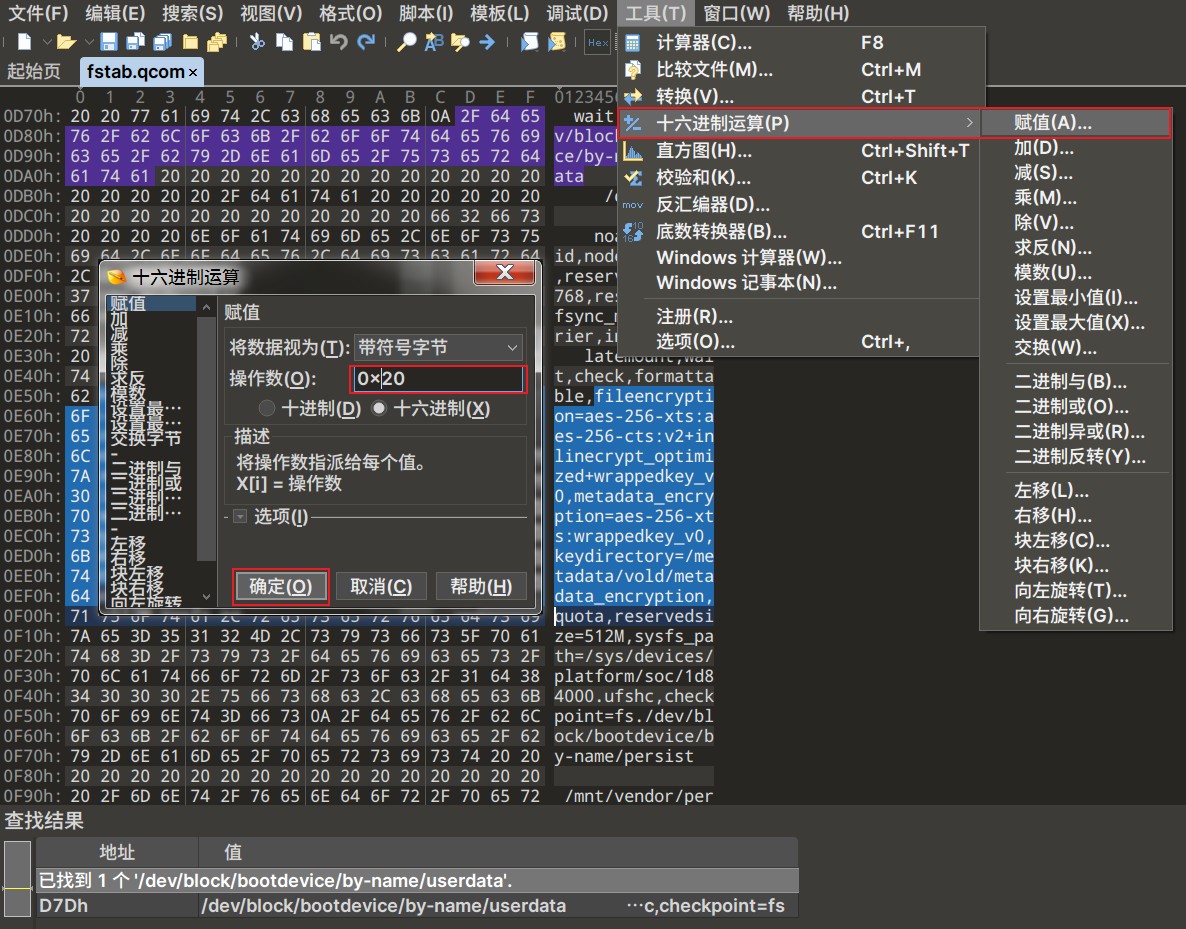 文件(F) 编辑(E) 搜索(S) 视图(V) 格式(O) 脚本(I) 模板(L) 调试(D) 工具(T) 窗口(W) 帮助(H)
Hex
起始页 fstab.qcom ×
0 1 2 3 4 5 6 7 8 9 A B C D E F 0123450
0D70h: 20 20 77 61 69 74 2C 63 68 65 63 6B 0A 2F 64 65 wait
0D80h: 76 2F 62 6C 6F 63 6B 2F 62 6F 6F 74 64 65 76 69 v/block
0D90h: 63 65 2F 62 79 2D 6E 61 6D 65 2F 75 73 65 72 64 ce/by-n
0DA0h: 61 74 61 20 20 20 20 20 20 20 20 20 20 20 20 20 ata
0DB0h: 20 20 20 20 20 2F 64 61 74 61 20 20 20 20 20 20 /d
0DC0h: 20 20 20 20 20 20 20 20 20 20 20 20 66 32 66 73
0DD0h: 20 20 20 20 6E 6F 61 74 69 6D 65 2C 6E 6F 73 75 noa
0DE0h: 69 64 2C 6E 6F 64 65 76 2C 64 69 73 63 61 72 64 id,node
0DF0h: 2C ,reserv
0E00h: 37 768,res
0E10h: 66 fsync_m
0E20h: 72 rier,in
0E30h: 20 latemount,wai
0E40h: 74 t,check,formatta
0E50h: 62 ble,fileencrypti
0E60h: 6F on=aes-256-xts:a
0E70h: 65 es-256-cts:v2+in
0E80h: 6C linecrypt_optimi
0E90h: 7A zed+wrappedkey_v
0EA0h: 30 0,metadata_encry
0EB0h: 70 ption=aes-256-xt
0EC0h: 73 s:wrappedkey_v0,
0ED0h: 6B keydirectory=/me
0EE0h: 74 tadata/vold/meta
0EF0h: 64 data_encryption,
0F00h: 71 75 6F 74 61 2C 72 65 73 65 72 76 65 64 73 69 quota,reservedsi
0F10h: 7A 65 3D 35 31 32 4D 2C 73 79 73 66 73 5F 70 61 ze=512M,sysfs_pa
0F20h: 74 68 3D 2F 73 79 73 2F 64 65 76 69 63 65 73 2F th=/sys/devices/
0F30h: 70 6C 61 74 66 6F 72 6D 2F 73 6F 63 2F 31 64 38 platform/soc/1d8
0F40h: 34 30 30 30 2E 75 66 73 68 63 2C 63 68 65 63 6B 4000.ufshc,check
0F50h: 70 6F 69 6E 74 3D 66 73 0A 2F 64 65 76 2F 62 6C point=fs./dev/bl
0F60h: 6F 63 6B 2F 62 6F 6F 74 64 65 76 69 63 65 2F 62 ock/bootdevice/b
0F70h: 79 2D 6E 61 6D 65 2F 70 65 72 73 69 73 74 20 20 y-name/persist
0F80h: 20 20 20 20 20 20 20 20 20 20 20 20 20 20 20 20
0F90h: 20 2F 6D 6E 74 2F 76 65 6E 64 6F 72 2F 70 65 72 /mnt/vendor/per
计算器(C)... F8
比较文件(M)... Ctrl+M
转换(V)... Ctrl+T
十六进制运算(P)
直方图(H)... Ctrl+Shift+T
校验和(K)... Ctrl+K
mov 反汇编器(D)...
底数转换器(B)... Ctrl+F11
Windows 计算器(W)...
Windows 记事本(N)...
注册(R)...
选项(O)... Ctrl+,
赋值(A)...
加(D)...
减(S)...
乘(M)...
除(V)...
求反(N)...
模数(U)...
设置最小值(I)...
设置最大值(X)...
交换(W)...
二进制与(B)...
二进制或(O)...
二进制异或(R)...
二进制反转(Y)...
左移(L)...
右移(H)...
块左移(C)...
块右移(K)...
向左旋转(T)...
向右旋转(G)...
十六进制运算
赋值
加
减
乘
除
求反
模数
设置最…
设置最…
交换字节
-
二进制与
二进制或
二进制…
二进制…
-
左移
右移
块左移
块右移
向左旋转
赋值
将数据视为(T): 带符号字节
操作数(O): 0×20
十进制(D) 十六进制(X)
描述
将操作数指派给每个值。
X[i] = 操作数
选项(I)
确定(O) 取消(C) 帮助(H)
查找结果
地址 值
已找到 1 个 '/dev/block/bootdevice/by-name/userdata'.
D7Dh /dev/block/bootdevice/by-name/userdata …c,checkpoint=fs